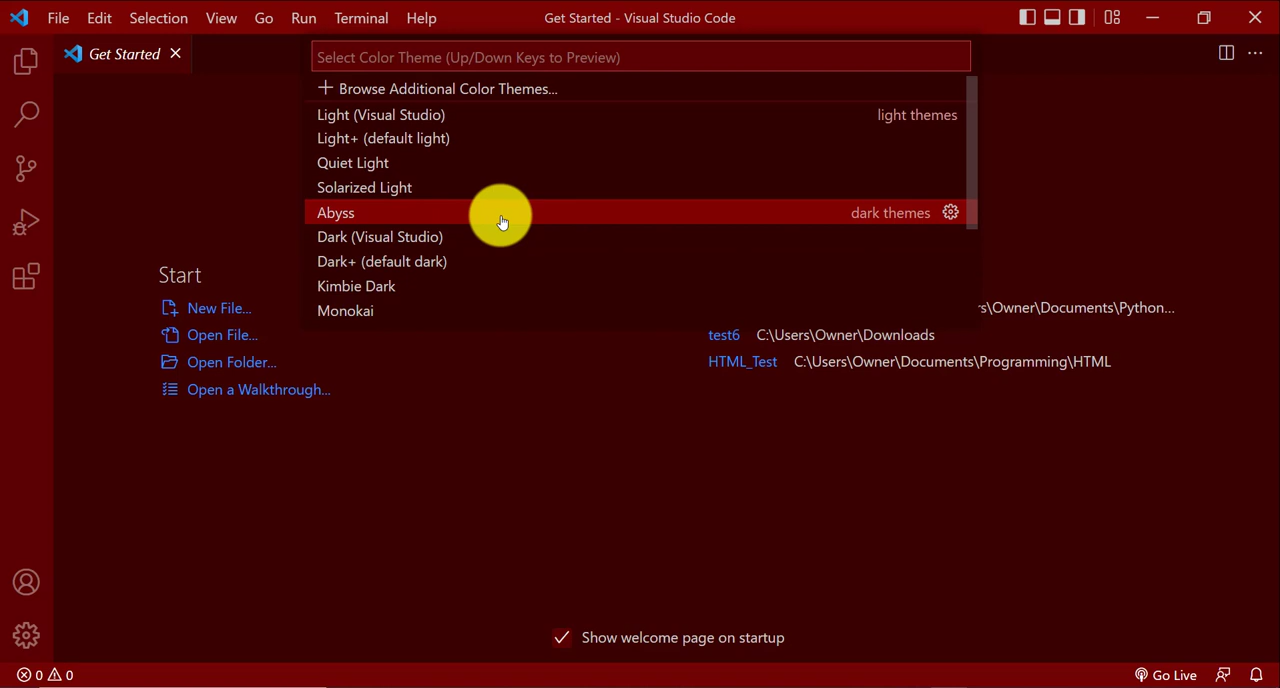 File Edit Selection View Go Run Terminal Help Get Started - Visual Studio Code
Get Started
Select Color Theme (Up/Down Keys to Preview)
Browse Additional Color Themes...
Light (Visual Studio) light themes
Light+ (default light)
Quiet Light
Solarized Light
Abyss dark themes
Dark (Visual Studio)
Dark+ (default dark)
Kimbie Dark
Monokai
Start
New File... s\Owner\Documents\Python...
Open File... test6 C:\Users\Owner\Downloads
Open Folder... HTML_Test C:\Users\Owner\Documents\Programming\HTML
Open a Walkthrough...
Show welcome page on startup
0 0 Go Live